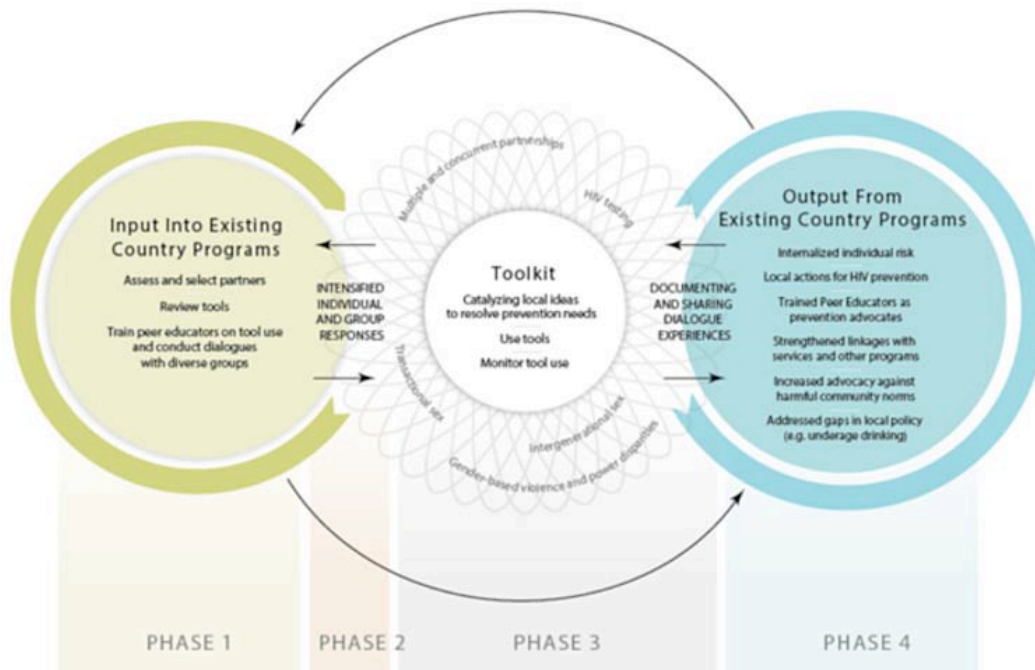 Input Into Existing
Country Programs
Assess and select partners
Review tools
Train peer educators on tool use
and conduct dialogues
with diverse groups
INTENSIFIED
INDIVIDUAL
AND GROUP
RESPONSES
Multiple and concurrent partnerships
HIV testing
Toolkit
Catalyzing local ideas
to resolve prevention needs
Use tools
Monitor tool use
Transactional sex
Intergenerational sex
Gender-based violence and power disparities
DOCUMENTING
AND SHARING
DIALOGUE
EXPERIENCES
Output From
Existing Country Programs
Internalized individual risk
Local actions for HIV prevention
Trained Peer Educators as
prevention advocates
Strengthened linkages with
services and other programs
Increased advocacy against
harmful community norms
Addressed gaps in local policy
(e.g. underage drinking)
PHASE 1
PHASE 2
PHASE 3
PHASE 4